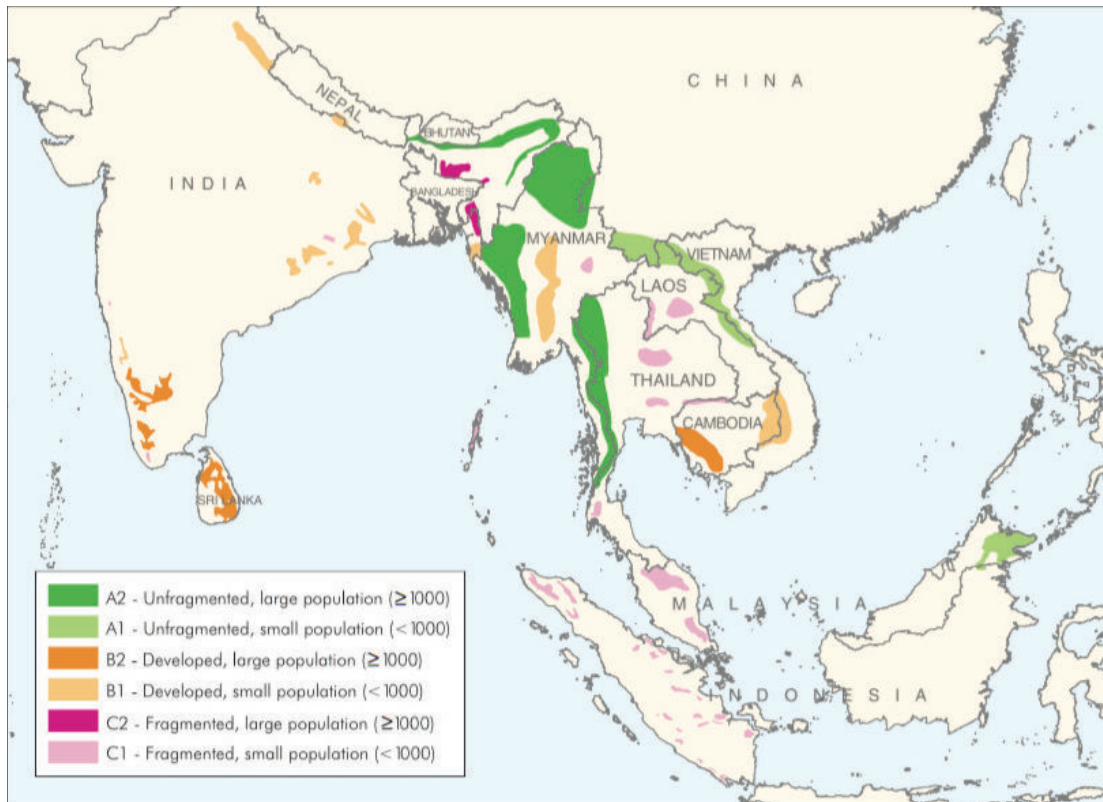 CHINA
NEPAL
BHUTAN
INDIA
BANGLADESH
MYANMAR
VIETNAM
LAOS
THAILAND
CAMBODIA
SRI LANKA
MALAYSIA
INDONESIA
A2 - Unfragmented, large population (≥1000)
A1 - Unfragmented, small population (<1000)
B2 - Developed, large population (≥1000)
B1 - Developed, small population (<1000)
C2 - Fragmented, large population (≥1000)
C1 - Fragmented, small population (<1000)